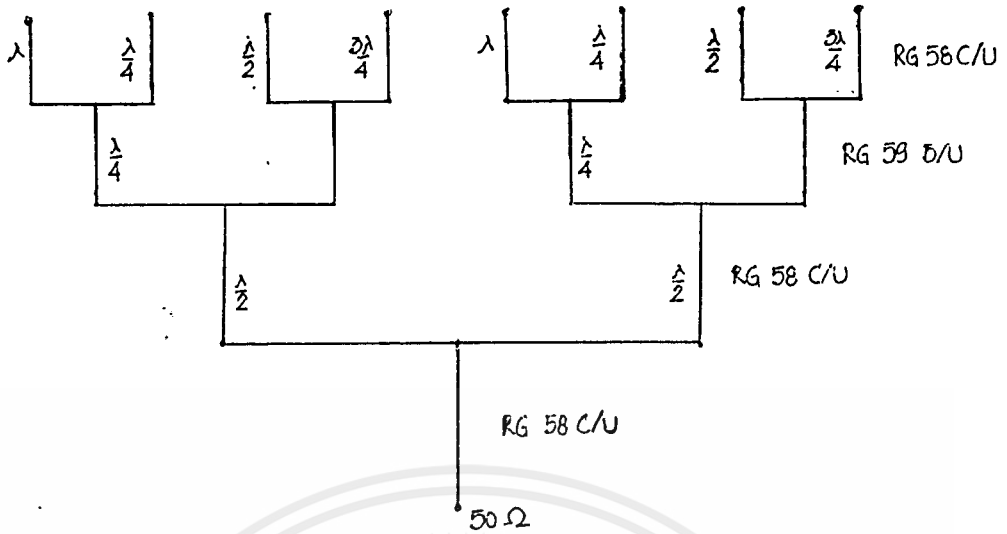 λ λ/4 λ/2 3λ/4 λ λ/4 λ/2 3λ/4 RG 58 C/U
λ/4 λ/4 RG 59 B/U
λ/2 λ/2 RG 58 C/U
RG 58 C/U
50 Ω